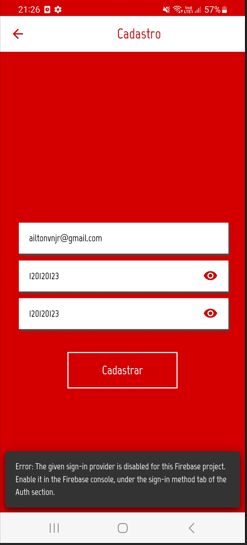 21:26
57%
Cadastro
ailtonvnjr@gmail.com
120120123
120120123
Cadastrar
Error: The given sign-in provider is disabled for this Firebase project.
Enable it in the Firebase console, under the sign-in method tab of the
Auth section.